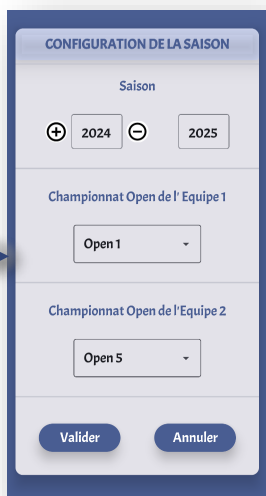 CONFIGURATION DE LA SAISON
Saison
2024 2025
Championnat Open de l' Equipe 1
Open 1
Championnat Open de l'Equipe 2
Open 5
Valider Annuler